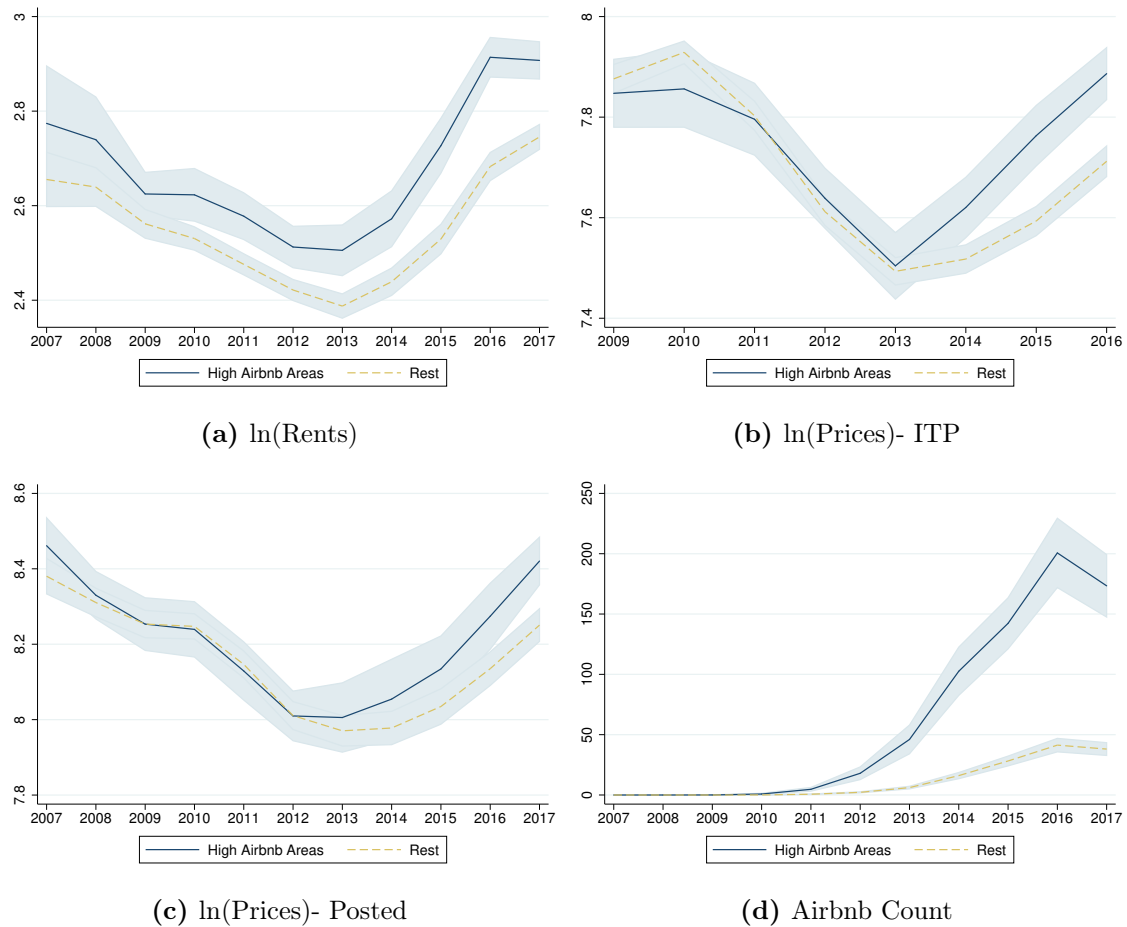 3
2.8
2.6
2.4
2007 2008 2009 2010 2011 2012 2013 2014 2015 2016 2017
High Airbnb Areas Rest
(a) ln(Rents)
8
7.8
7.6
7.4
2009 2010 2011 2012 2013 2014 2015 2016
High Airbnb Areas Rest
(b) ln(Prices)- ITP
8.6
8.4
8.2
8
7.8
2007 2008 2009 2010 2011 2012 2013 2014 2015 2016 2017
High Airbnb Areas Rest
(c) ln(Prices)- Posted
250
200
150
100
50
0
2007 2008 2009 2010 2011 2012 2013 2014 2015 2016 2017
High Airbnb Areas Rest
(d) Airbnb Count